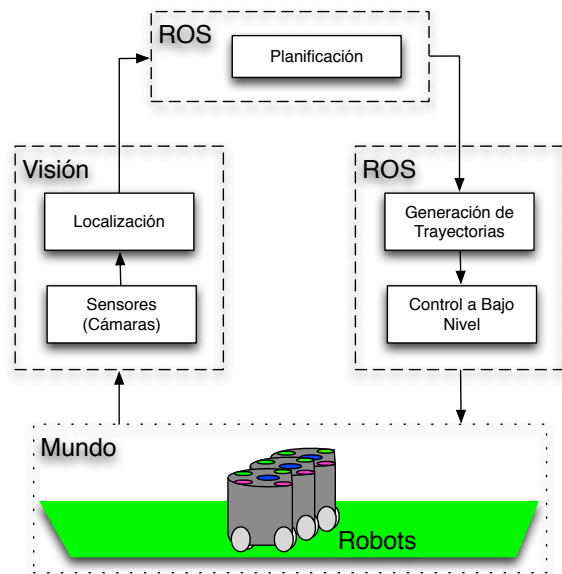 ROS
Planificación
Visión
Localización
Sensores
(Cámaras)
ROS
Generación de
Trayectorias
Control a Bajo
Nivel
Mundo
Robots